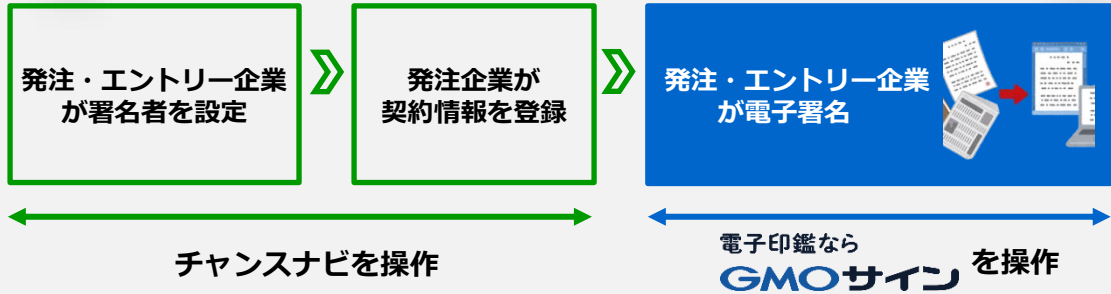 発注・エントリー企業
が署名者を設定
発注企業が
契約情報を登録
発注・エントリー企業
が電子署名
チャンスナビを操作
電子印鑑なら
GMOサイン を操作